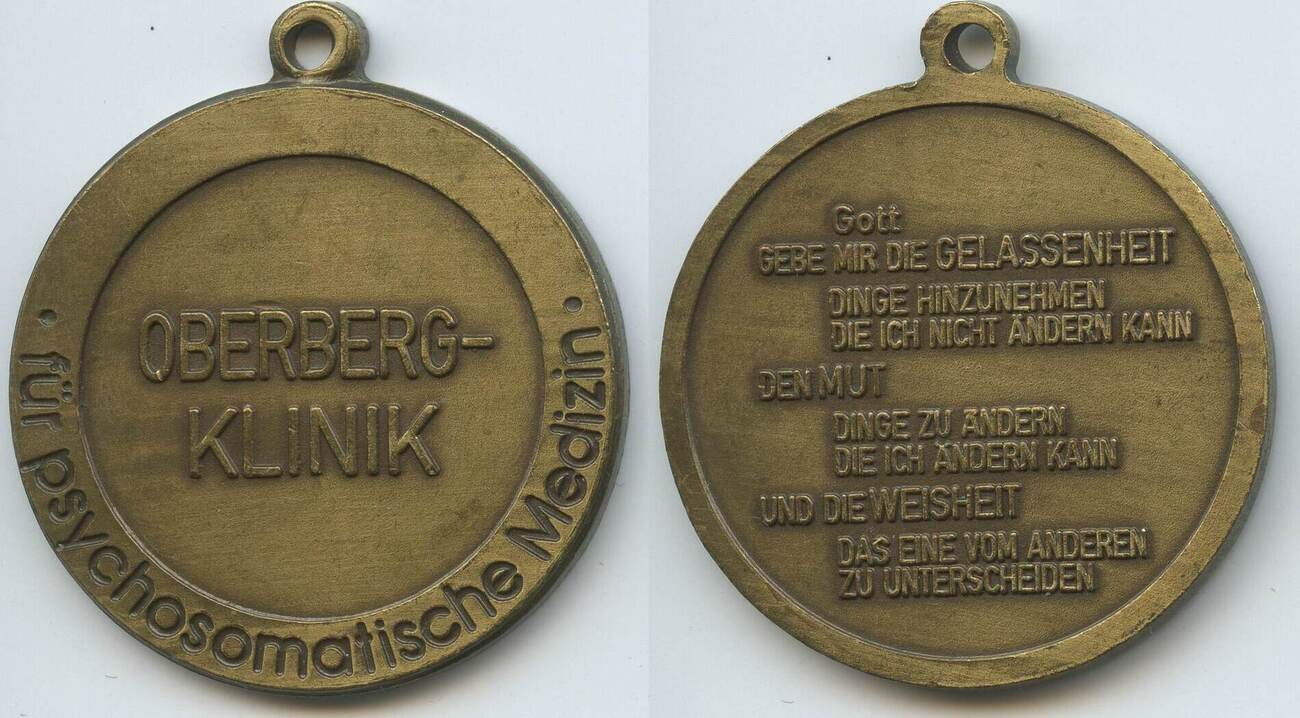 OBERBERG-
KLINIK
· für psychosomatische Medizin ·
Gott
GEBE MIR DIE GELASSENHEIT
DINGE HINZUNEHMEN
DIE ICH NICHT ÄNDERN KANN
DEN MUT
DINGE ZU ÄNDERN
DIE ICH ÄNDERN KANN
UND DIE WEISHEIT
DAS EINE VOM ANDEREN
ZU UNTERSCHEIDEN